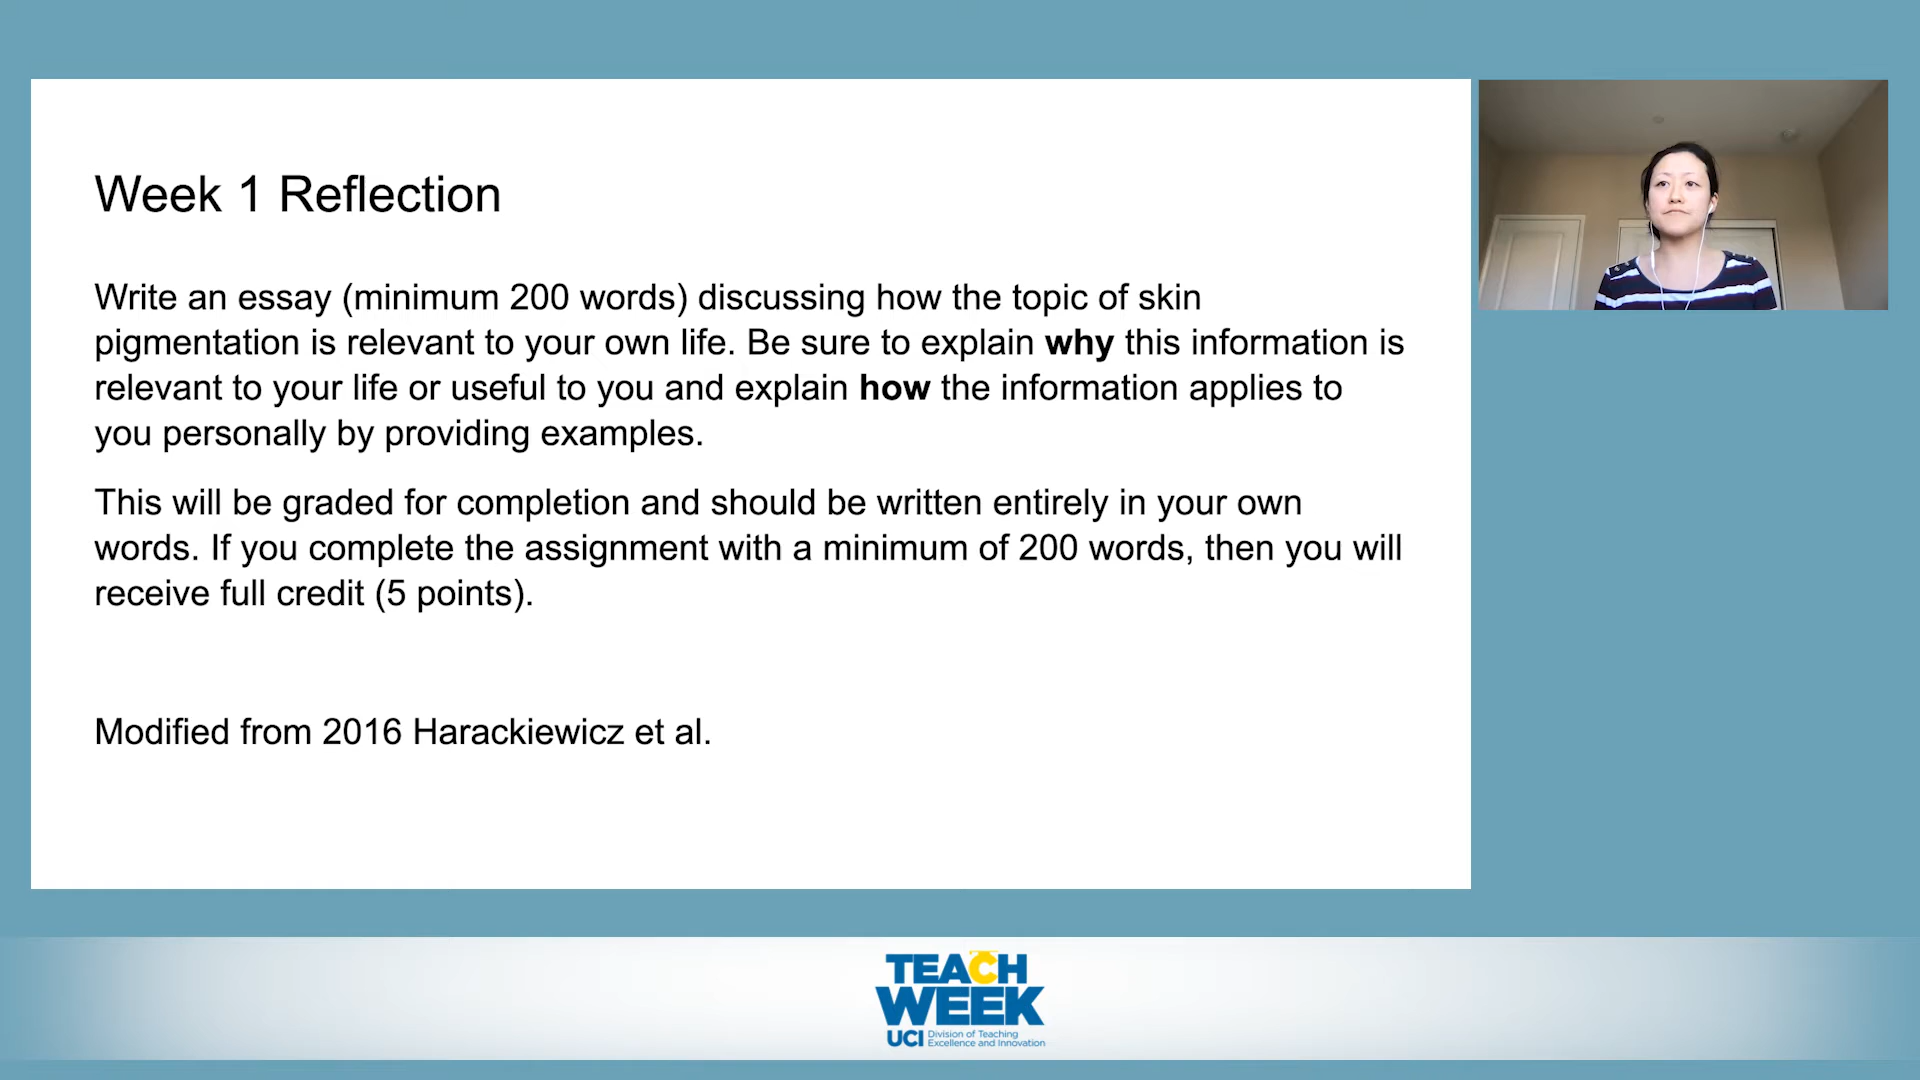 Week 1 Reflection
Write an essay (minimum 200 words) discussing how the topic of skin
pigmentation is relevant to your own life. Be sure to explain why this information is
relevant to your life or useful to you and explain how the information applies to
you personally by providing examples.
This will be graded for completion and should be written entirely in your own
words. If you complete the assignment with a minimum of 200 words, then you will
receive full credit (5 points).
Modified from 2016 Harackiewicz et al.
TEACH
WEEK
UCI Division of Teaching
Excellence and Innovation